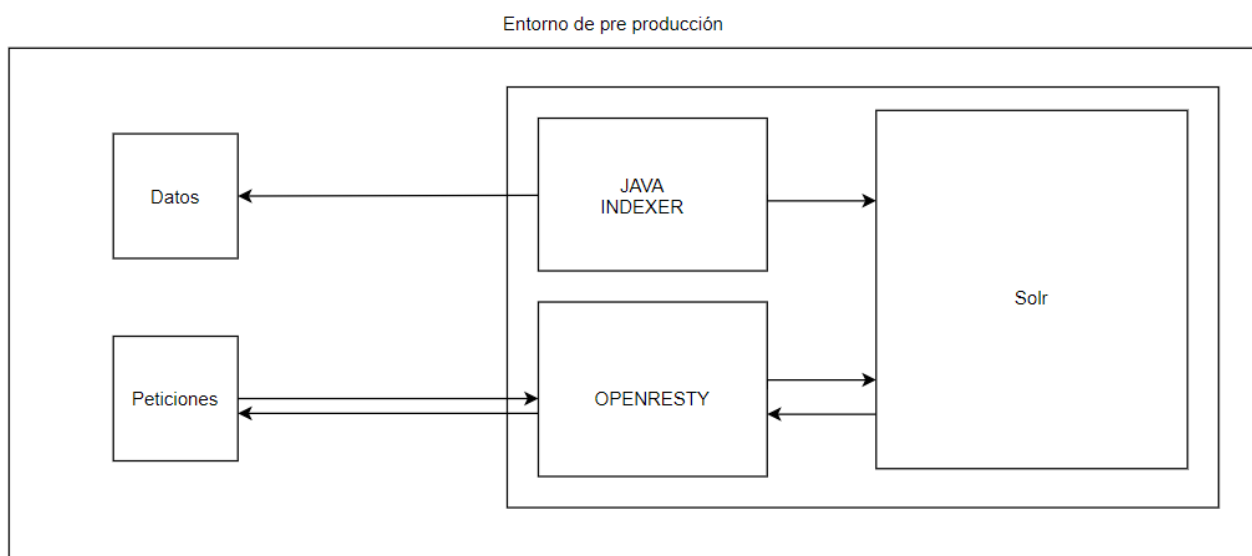 Entorno de pre producción
Datos
JAVA
INDEXER
Solr
Peticiones
OPENRESTY